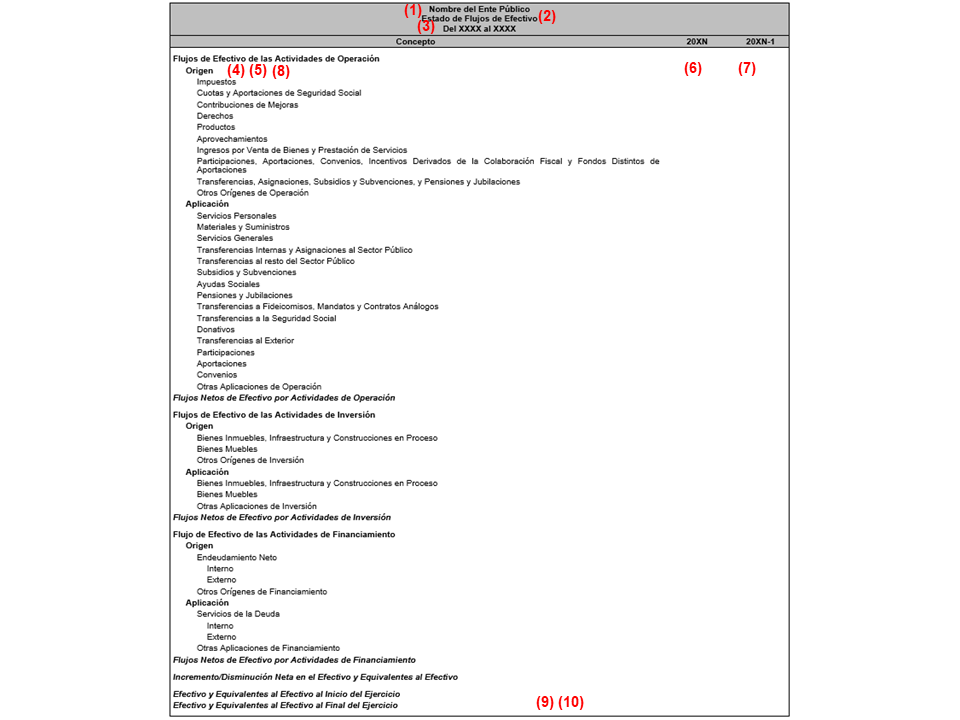 (1) Nombre del Ente Público
Estado de Flujos de Efectivo (2)
(3) Del XXXX al XXXX
Concepto 20XN 20XN-1
Flujos de Efectivo de las Actividades de Operación
Origen (4) (5) (8) (6) (7)
Impuestos
Cuotas y Aportaciones de Seguridad Social
Contribuciones de Mejoras
Derechos
Productos
Aprovechamientos
Ingresos por Venta de Bienes y Prestación de Servicios
Participaciones, Aportaciones, Convenios, Incentivos Derivados de la Colaboración Fiscal y Fondos Distintos de
Aportaciones
Transferencias, Asignaciones, Subsidios y Subvenciones, y Pensiones y Jubilaciones
Otros Orígenes de Operación
Aplicación
Servicios Personales
Materiales y Suministros
Servicios Generales
Transferencias Internas y Asignaciones al Sector Público
Transferencias al resto del Sector Público
Subsidios y Subvenciones
Ayudas Sociales
Pensiones y Jubilaciones
Transferencias a Fideicomisos, Mandatos y Contratos Análogos
Transferencias a la Seguridad Social
Donativos
Transferencias al Exterior
Participaciones
Aportaciones
Convenios
Otras Aplicaciones de Operación
Flujos Netos de Efectivo por Actividades de Operación
Flujos de Efectivo de las Actividades de Inversión
Origen
Bienes Inmuebles, Infraestructura y Construcciones en Proceso
Bienes Muebles
Otros Orígenes de Inversión
Aplicación
Bienes Inmuebles, Infraestructura y Construcciones en Proceso
Bienes Muebles
Otras Aplicaciones de Inversión
Flujos Netos de Efectivo por Actividades de Inversión
Flujo de Efectivo de las Actividades de Financiamiento
Origen
Endeudamiento Neto
Interno
Externo
Otros Orígenes de Financiamiento
Aplicación
Servicios de la Deuda
Interno
Externo
Otras Aplicaciones de Financiamiento
Flujos Netos de Efectivo por Actividades de Financiamiento
Incremento/Disminución Neta en el Efectivo y Equivalentes al Efectivo
Efectivo y Equivalentes al Efectivo al Inicio del Ejercicio
Efectivo y Equivalentes al Efectivo al Final del Ejercicio (9) (10)